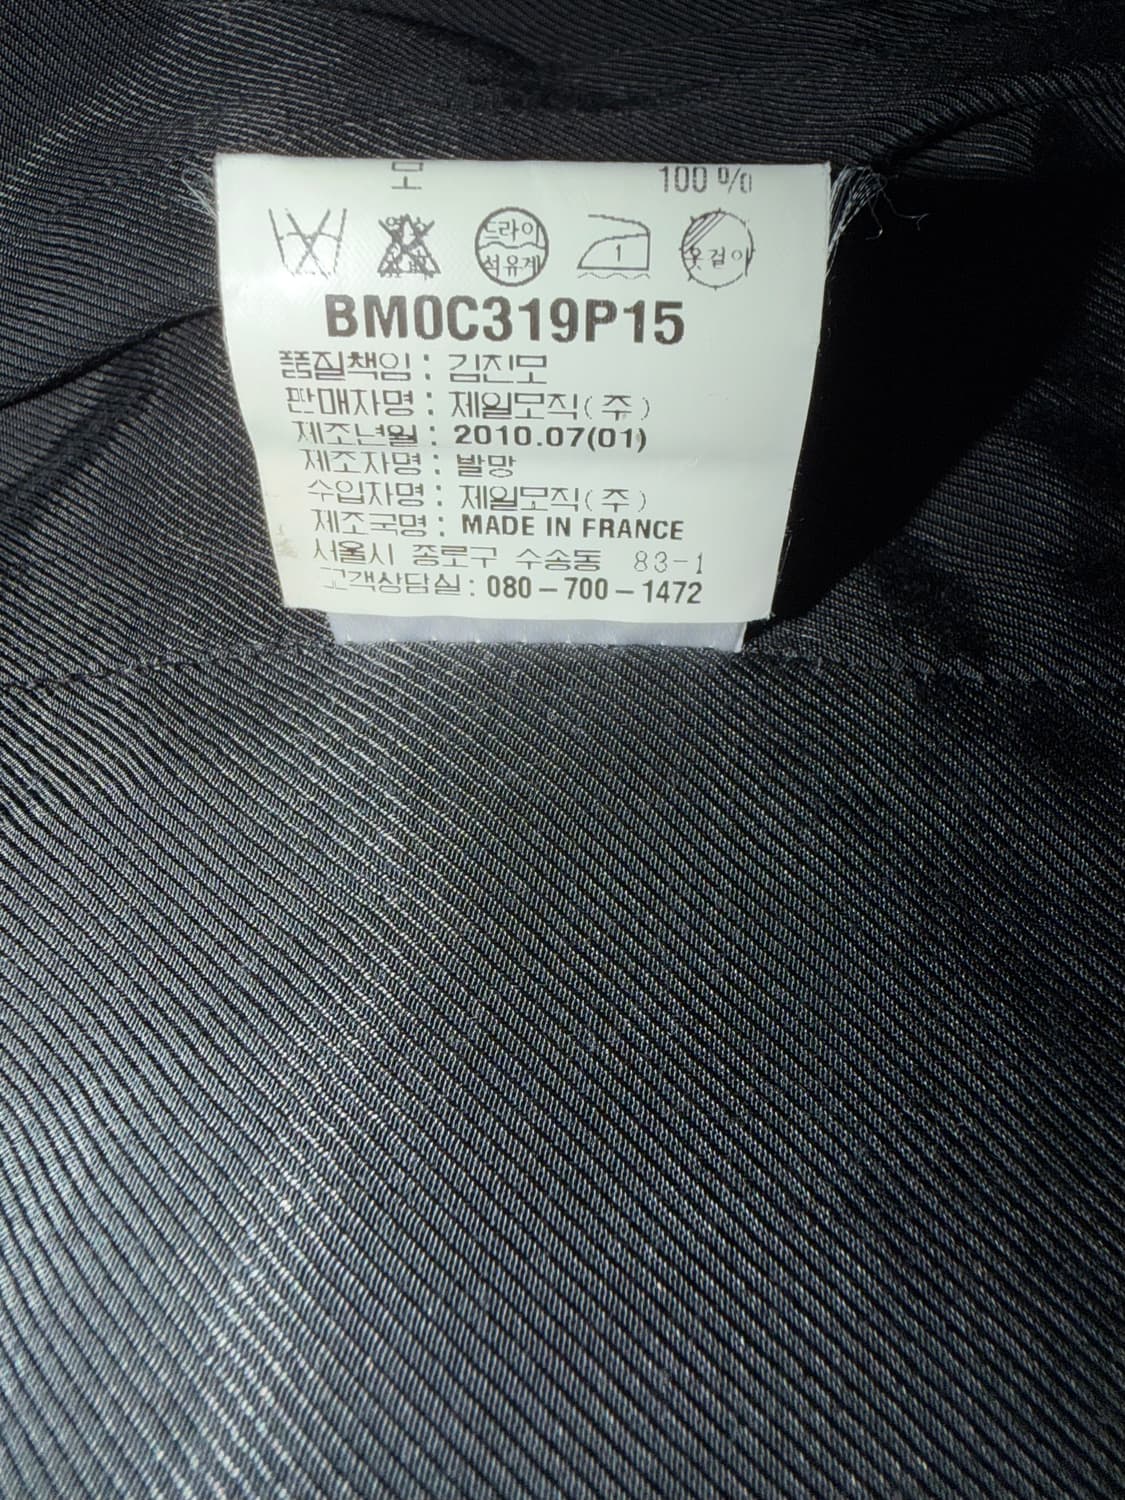 모 100%
드라이
석유계
1
옷걸이
BM0C319P15
품질책임 : 김진모
판매자명 : 제일모직(주)
제조년월 : 2010.07(01)
제조자명 : 발망
수입자명 : 제일모직(주)
제조국명 : MADE IN FRANCE
서울시 종로구 수송동 83-1
고객상담실 : 080-700-1472